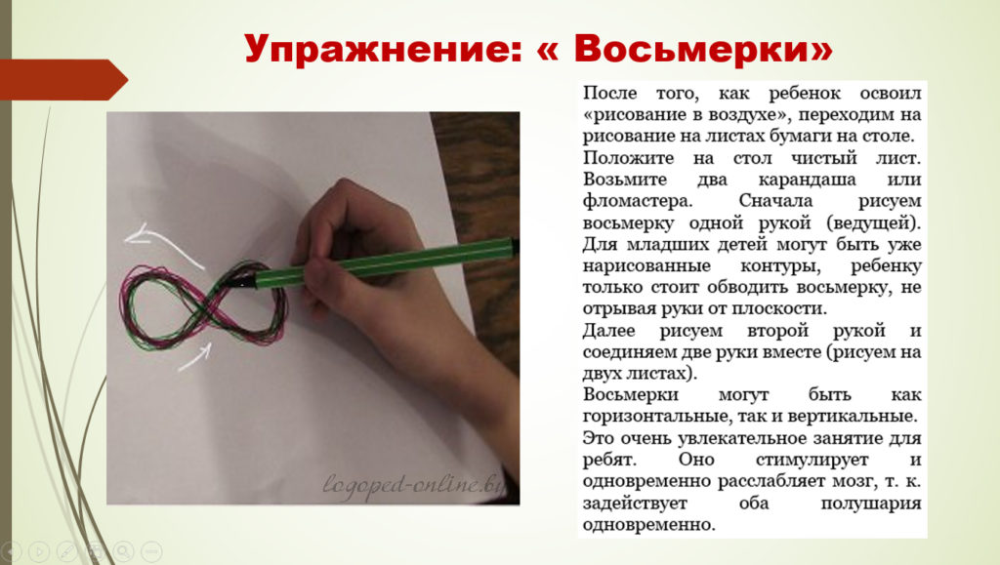 Упражнение: « Восьмерки»
После того, как ребенок освоил
«рисование в воздухе», переходим на
рисование на листах бумаги на столе.
Положите на стол чистый лист.
Возьмите два карандаша или
фломастера. Сначала рисуем
восьмерку одной рукой (ведущей).
Для младших детей могут быть уже
нарисованные контуры, ребенку
только стоит обводить восьмерку, не
отрывая руки от плоскости.
Далее рисуем второй рукой и
соединяем две руки вместе (рисуем на
двух листах).
Восьмерки могут быть как
горизонтальные, так и вертикальные.
Это очень увлекательное занятие для
ребят. Оно стимулирует и
одновременно расслабляет мозг, т. к.
задействует оба полушария
одновременно.
logoped-online.by